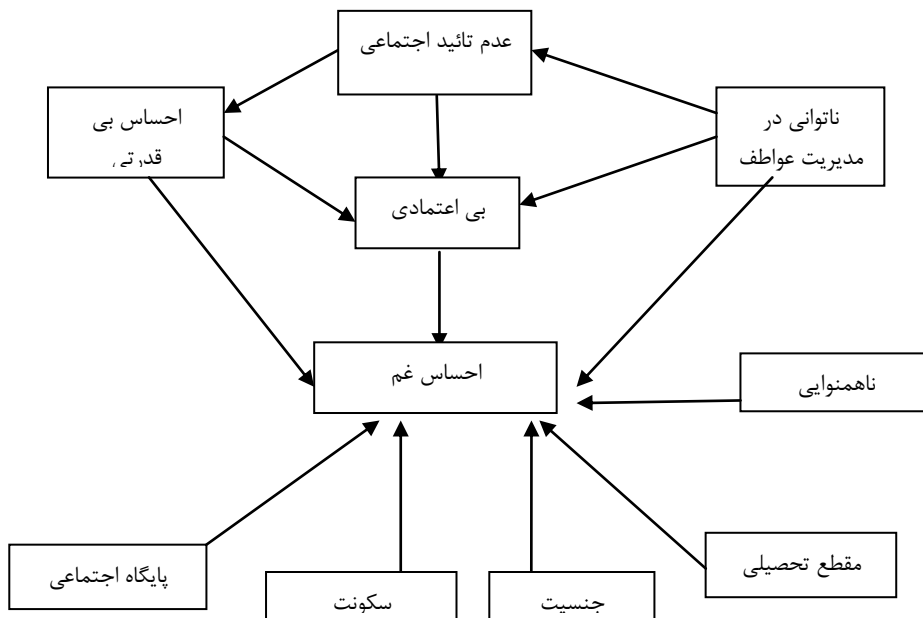 عدم تائید اجتماعی
احساس بی
قدرتی
ناتوانی در
مدیریت عواطف
بی اعتمادی
احساس غم
ناهمنوایی
پایگاه اجتماعی
سکونت
جنسیت
مقطع تحصیلی